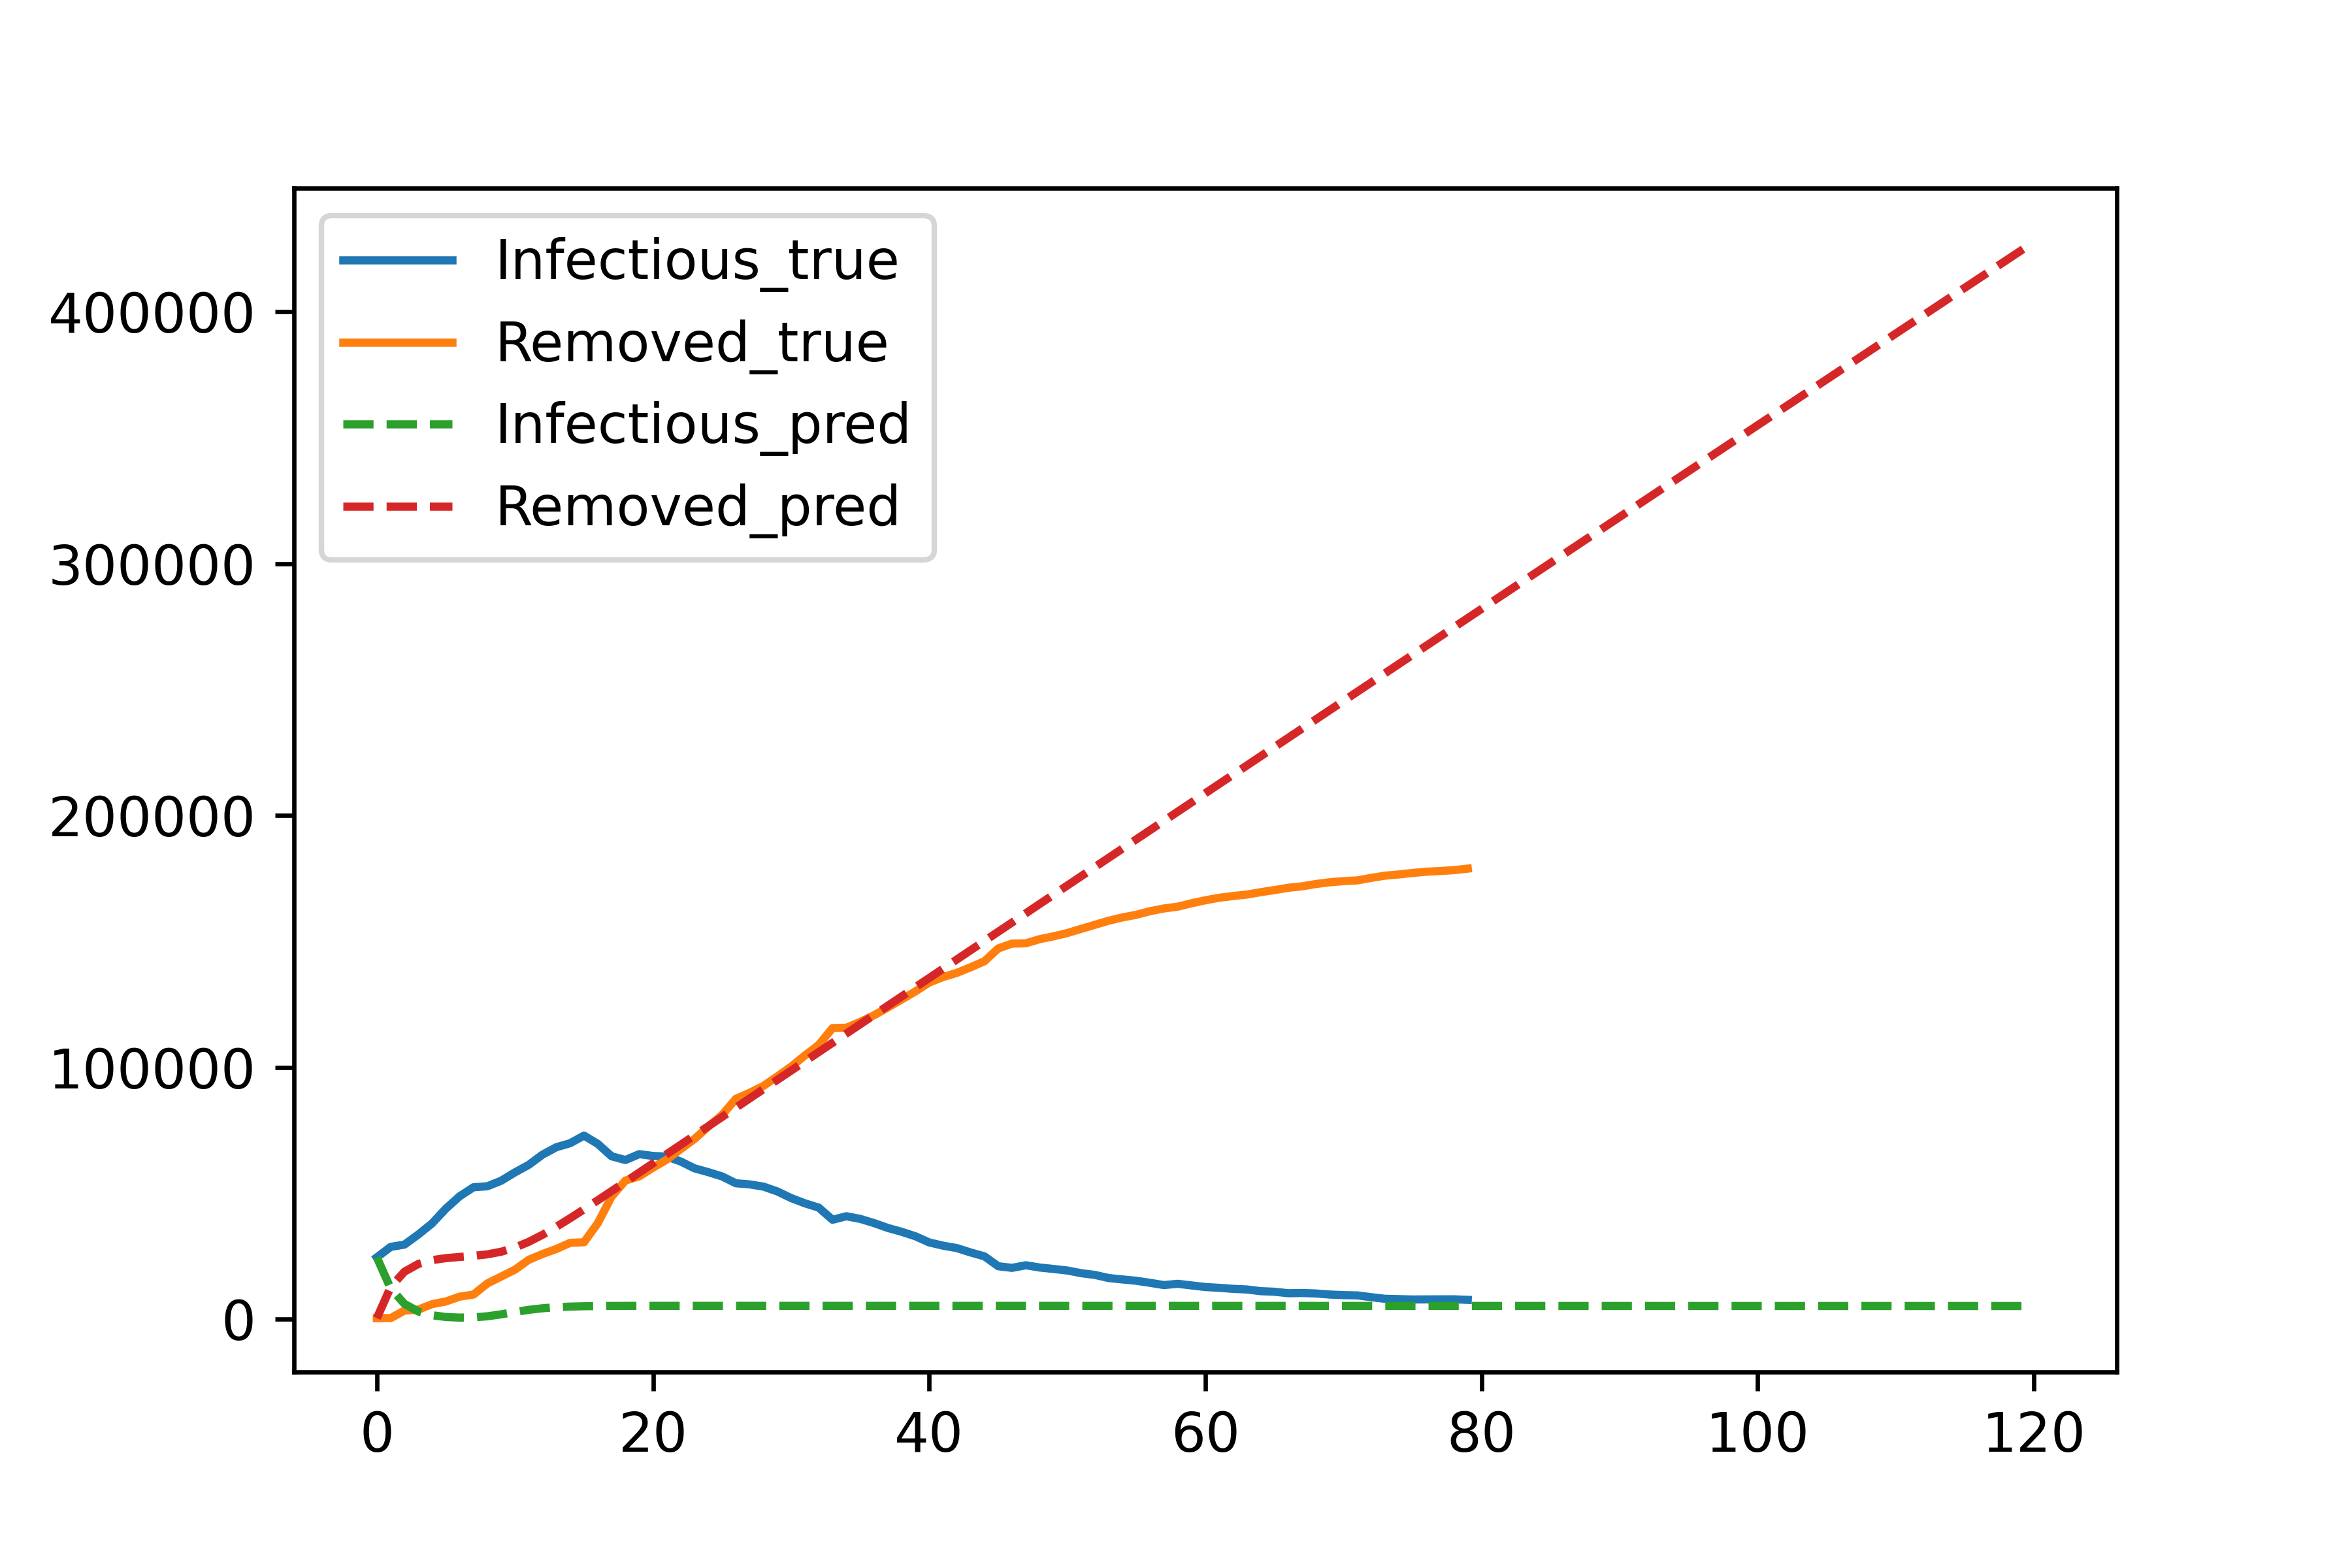 Infectious_true
Removed_true
Infectious_pred
Removed_pred
400000
300000
200000
100000
0
0 20 40 60 80 100 120